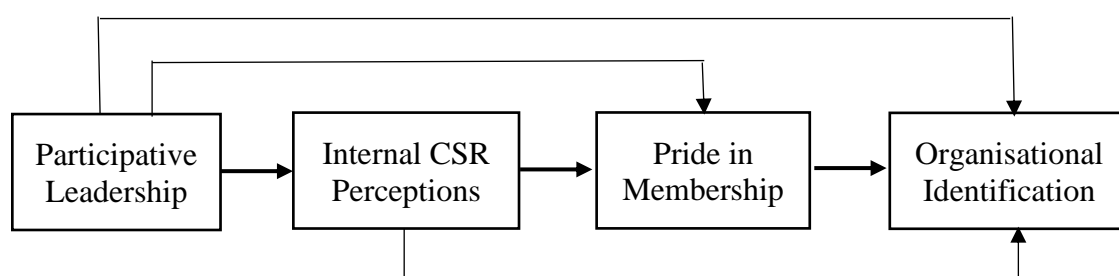 Participative
Leadership
Internal CSR
Perceptions
Pride in
Membership
Organisational
Identification